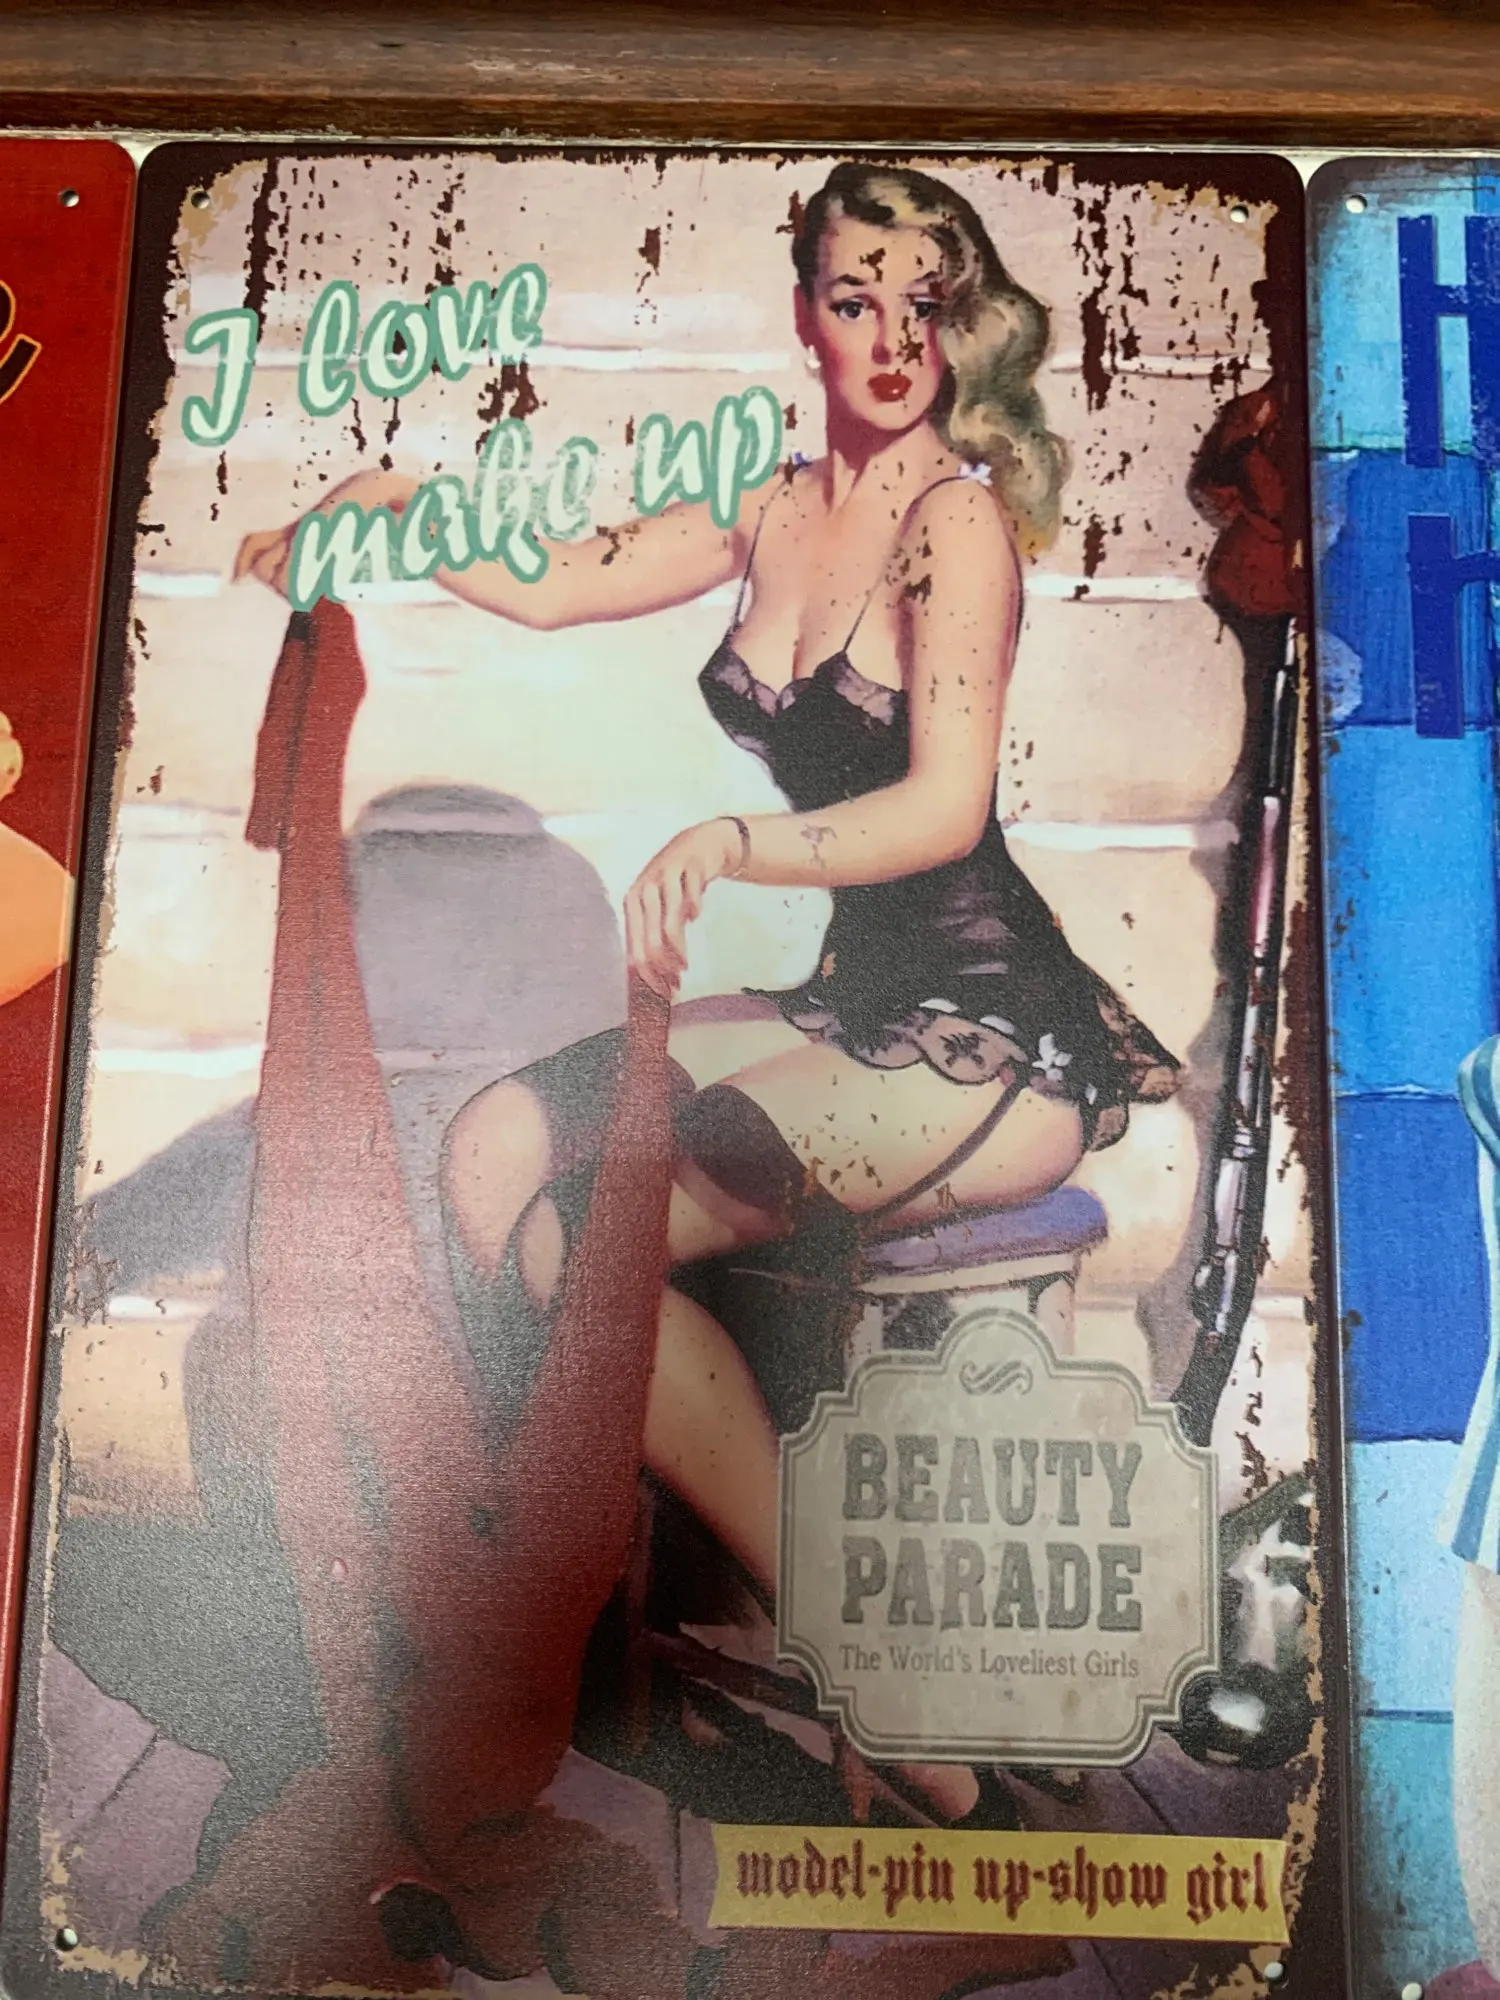 I love
make up
BEAUTY
PARADE
The World's Loveliest Girls
model-pin up-show girl